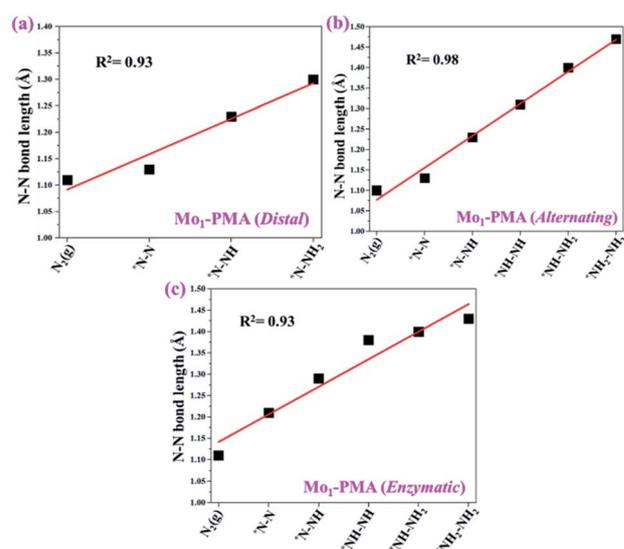 (a)
R²= 0.93
N-N bond length (Å)
1.40
1.35
1.30
1.25
1.20
1.15
1.10
1.05
1.00
Mo₁-PMA (Distal)
N₂(g)
*N-N
*N-NH
*N-NH₂
(b)
R²= 0.98
N-N bond length (Å)
1.50
1.45
1.40
1.35
1.30
1.25
1.20
1.15
1.10
1.05
1.00
Mo₁-PMA (Alternating)
N₂(g)
*N-N
*N-NH
*NH-NH
*NH-NH₂
*NH₂-NH₂
(c)
R²= 0.93
N-N bond length (Å)
1.50
1.45
1.40
1.35
1.30
1.25
1.20
1.15
1.10
1.05
1.00
Mo₁-PMA (Enzymatic)
N₂(g)
*N-N
*N-NH
*NH-NH
*NH-NH₂
*NH₂-NH₂